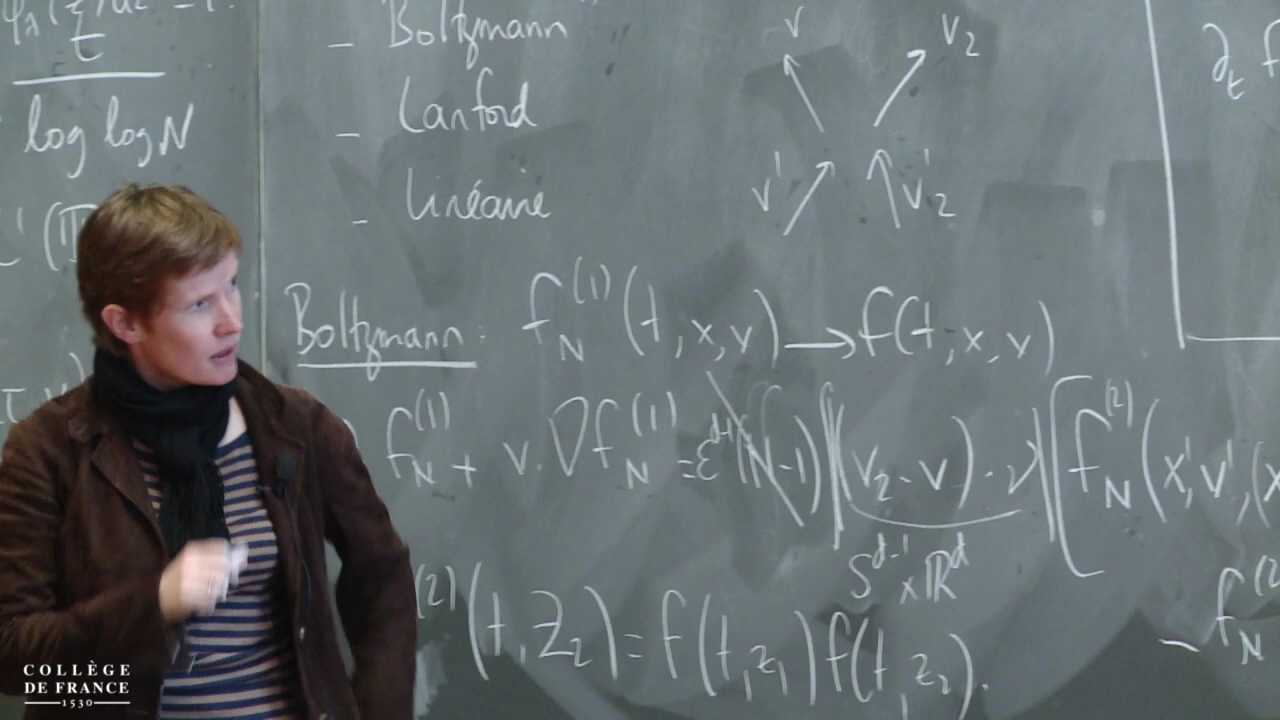 log log N
– Boltzmann
– Lanford
– linéaire
v v₂
v' v'₂
∂ₜ f
Boltzmann : f_N^(1) (t, x, v) → f(t, x, v)
f_N^(1) + v . ∇f_N^(1) = ε^(d-1) (N-1) ∫ |(v₂ - v) . ν| [ f_N^(2) (x', v', (x
S^(d-1) × ℝ^d
- f_N^(2)
^(2) (t, Z₂) = f(t, z₁) f(t, z₂).
COLLÈGE
DE FRANCE
1530